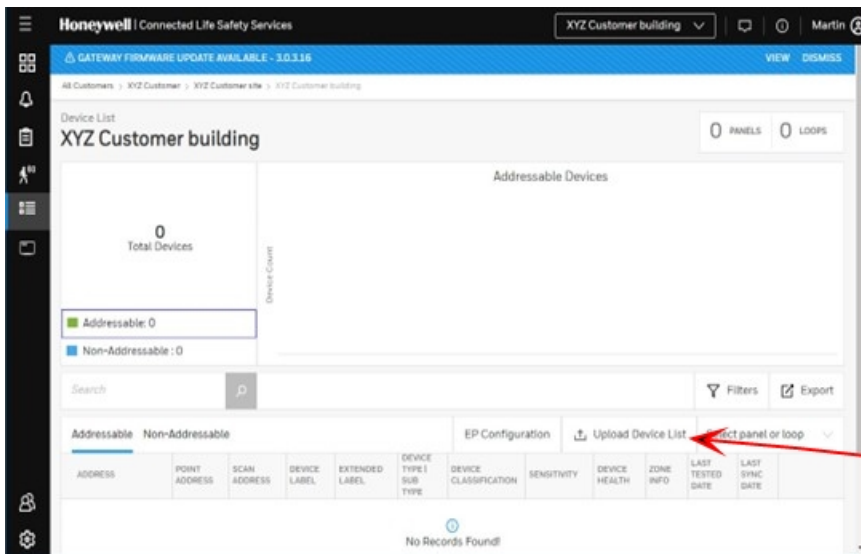 Honeywell | Connected Life Safety Services
XYZ Customer building
Martin
GATEWAY FIRMWARE UPDATE AVAILABLE - 3.0.3.16
VIEW DISMISS
All Customers > XYZ Customer > XYZ Customer site > XYZ Customer building
Device List
XYZ Customer building
0 PANELS
0 LOOPS
0
Total Devices
Addressable: 0
Non-Addressable : 0
Addressable Devices
Device Count
Search
Filters
Export
Addressable Non-Addressable
EP Configuration
Upload Device List
Select panel or loop
ADDRESS
POINT
ADDRESS
SCAN
ADDRESS
DEVICE
LABEL
EXTENDED
LABEL
DEVICE
TYPE |
SUB
TYPE
DEVICE
CLASSIFICATION
SENSITIVITY
DEVICE
HEALTH
ZONE
INFO
LAST
TESTED
DATE
LAST
SYNC
DATE
No Records Found!